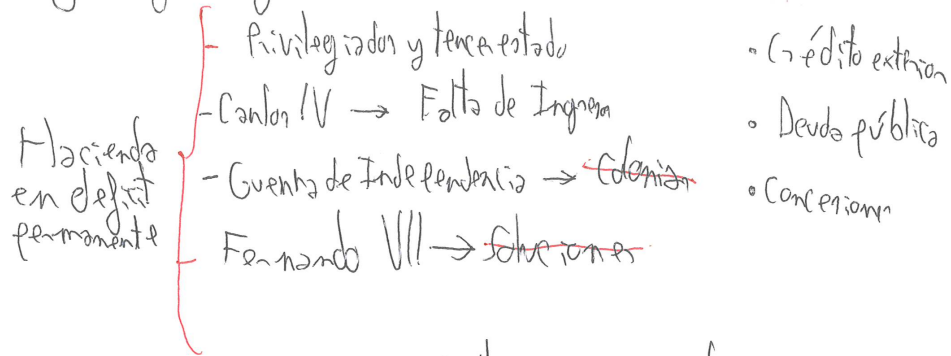 - Privilegiados y tercer estado
- Carlos IV → Falta de Ingresos
Hacienda
en deficit
permanente
- Guerra de Independencia → Colonias
- Fernando VII → Soluciones
• Crédito exterior
• Deuda pública
• Concesiones